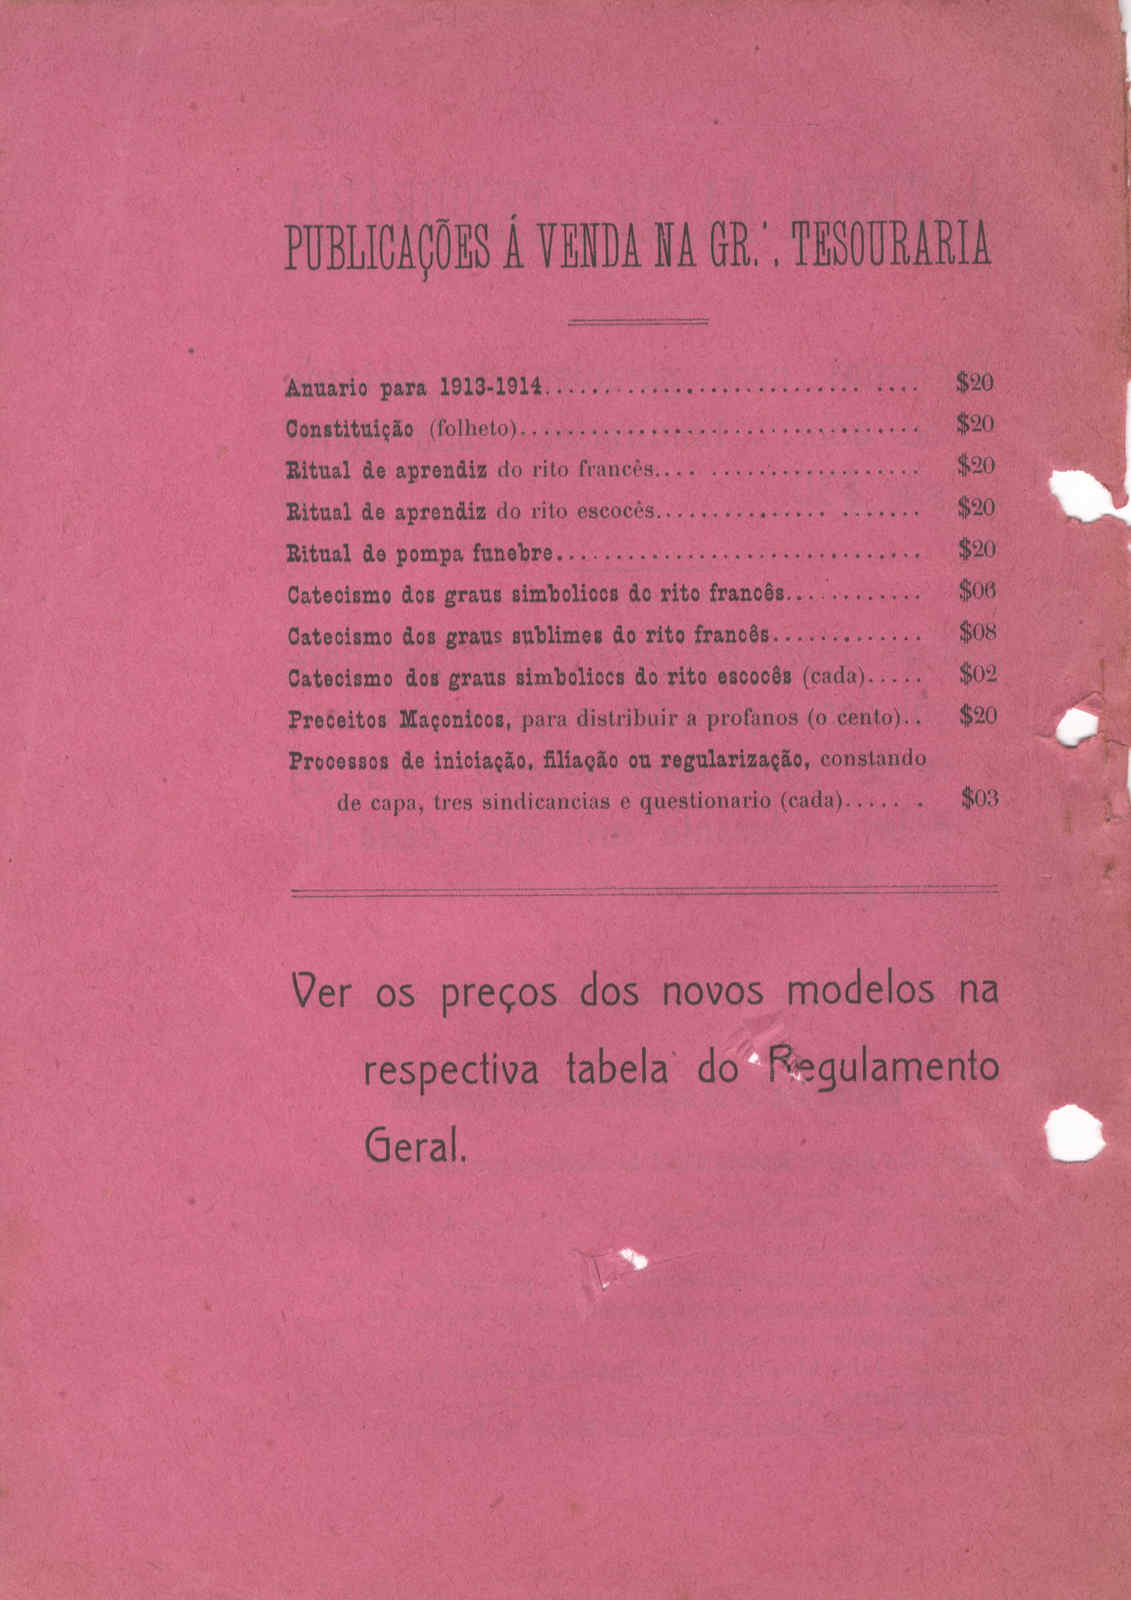 PUBLICAÇÕES Á VENDA NA GR.∴ TESOURARIA
Anuario para 1913-1914.............................. .... $20
Constituição (folheto).................................. $20
Ritual de aprendiz do rito francês.... .................. $20
Ritual de aprendiz do rito escocês............... ....... $20
Ritual de pompa funebre............................... $20
Catecismo dos graus simbolicos do rito francês............ $06
Catecismo dos graus sublimes do rito francês............. $08
Catecismo dos graus simbolicos do rito escocês (cada)..... $02
Preceitos Maçonicos, para distribuir a profanos (o cento).. $20
Processos de iniciação, filiação ou regularização, constando
de capa, tres sindicancias e questionario (cada)...... . $03
Ver os preços dos novos modelos na
respectiva tabela do Regulamento
Geral.